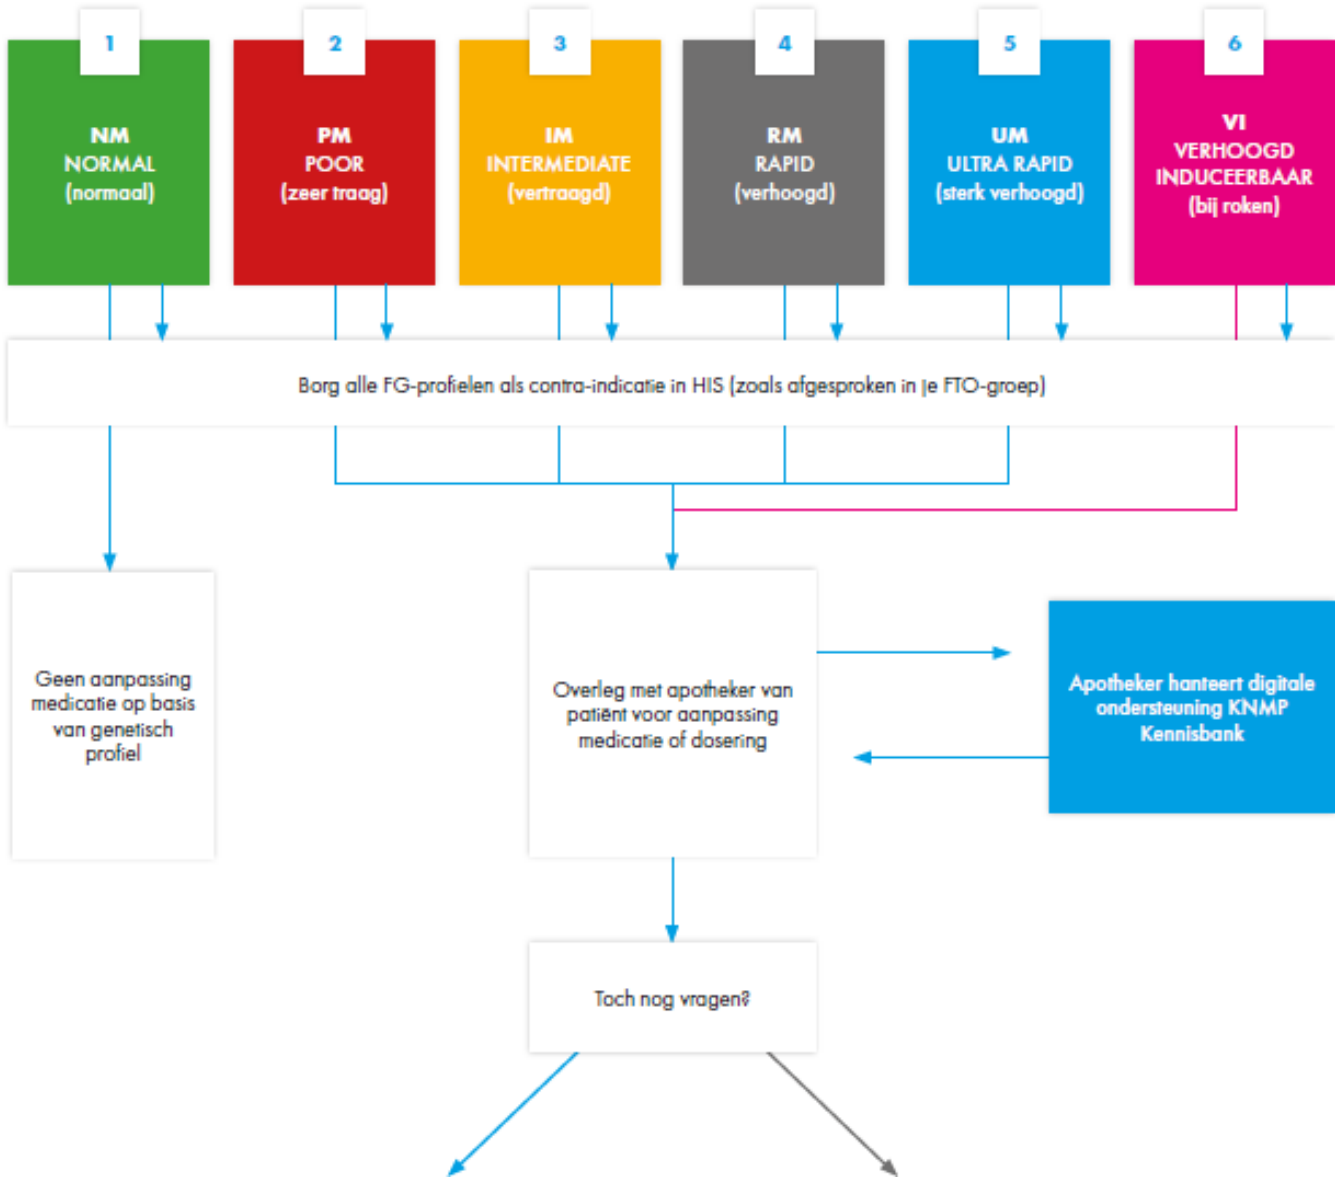 1
NM
NORMAL
(normaal)
2
PM
POOR
(zeer traag)
3
IM
INTERMEDIATE
(vertraagd)
4
RM
RAPID
(verhoogd)
5
UM
ULTRA RAPID
(sterk verhoogd)
6
VI
VERHOOGD
INDUCEERBAAR
(bij roken)
Borg alle FG-profielen als contra-indicatie in HIS (zoals afgesproken in je FTO-groep)
Geen aanpassing
medicatie op basis
van genetisch
profiel
Overleg met apotheker van
patiënt voor aanpassing
medicatie of dosering
Apotheker hanteert digitale
ondersteuning KNMP
Kennisbank
Toch nog vragen?